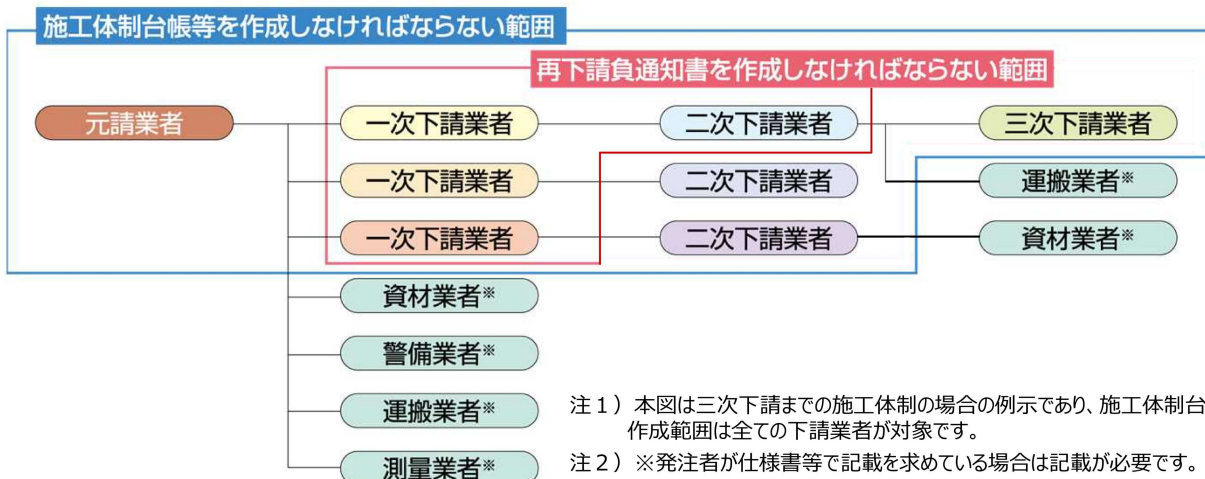 施工体制台帳等を作成しなければならない範囲
再下請負通知書を作成しなければならない範囲
元請業者
一次下請業者
二次下請業者
三次下請業者
一次下請業者
二次下請業者
運搬業者※
一次下請業者
二次下請業者
資材業者※
資材業者※
警備業者※
運搬業者※
測量業者※
注1）本図は三次下請までの施工体制の場合の例示であり、施工体制台
作成範囲は全ての下請業者が対象です。
注2）※発注者が仕様書等で記載を求めている場合は記載が必要です。